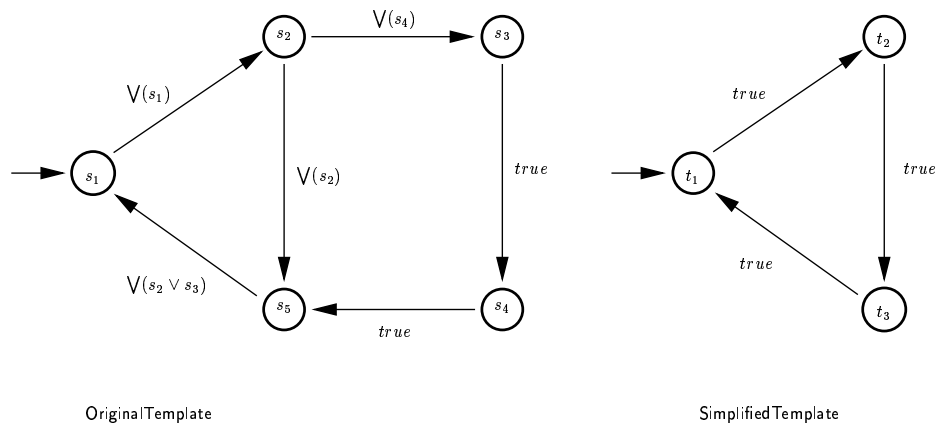 ⋁(s₄)
s₂
s₃
t₂
⋁(s₁)
true
s₁
⋁(s₂)
true
t₁
true
⋁(s₂ ∨ s₃)
true
s₅
s₄
t₃
true
OriginalTemplate
SimplifiedTemplate